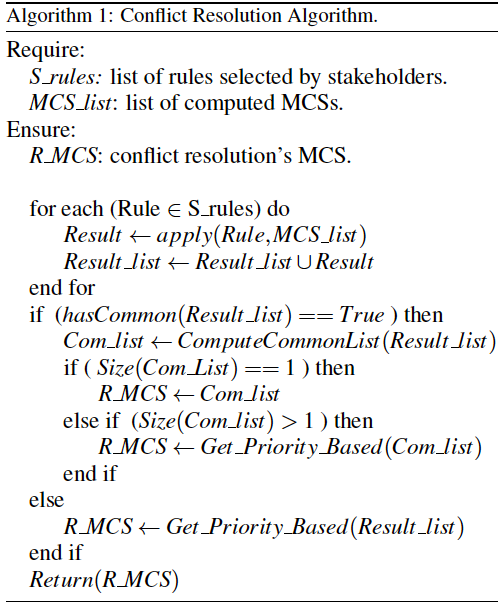 Algorithm 1: Conflict Resolution Algorithm.
Require:
S_rules: list of rules selected by stakeholders.
MCS_list: list of computed MCSs.
Ensure:
R_MCS: conflict resolution's MCS.
for each (Rule ∈ S_rules) do
Result ← apply(Rule,MCS_list)
Result_list ← Result_list ∪ Result
end for
if (hasCommon(Result_list) == True ) then
Com_list ← ComputeCommonList(Result_list)
if ( Size(Com_List) == 1 ) then
R_MCS ← Com_list
else if (Size(Com_list) > 1 ) then
R_MCS ← Get_Priority_Based(Com_list)
end if
else
R_MCS ← Get_Priority_Based(Result_list)
end if
Return(R_MCS)